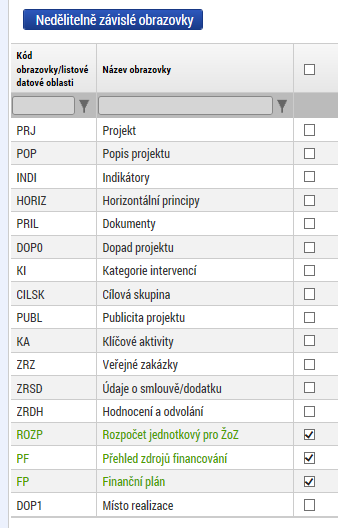 Nedělitelně závislé obrazovky
Kód
obrazovky/listové
datové oblasti
Název obrazovky
PRJ Projekt
POP Popis projektu
INDI Indikátory
HORIZ Horizontální principy
PRIL Dokumenty
DOP0 Dopad projektu
KI Kategorie intervencí
CILSK Cílová skupina
PUBL Publicita projektu
KA Klíčové aktivity
ZRZ Veřejné zakázky
ZRSD Údaje o smlouvě/dodatku
ZRDH Hodnocení a odvolání
ROZP Rozpočet jednotkový pro ŽoZ
PF Přehled zdrojů financování
FP Finanční plán
DOP1 Místo realizace